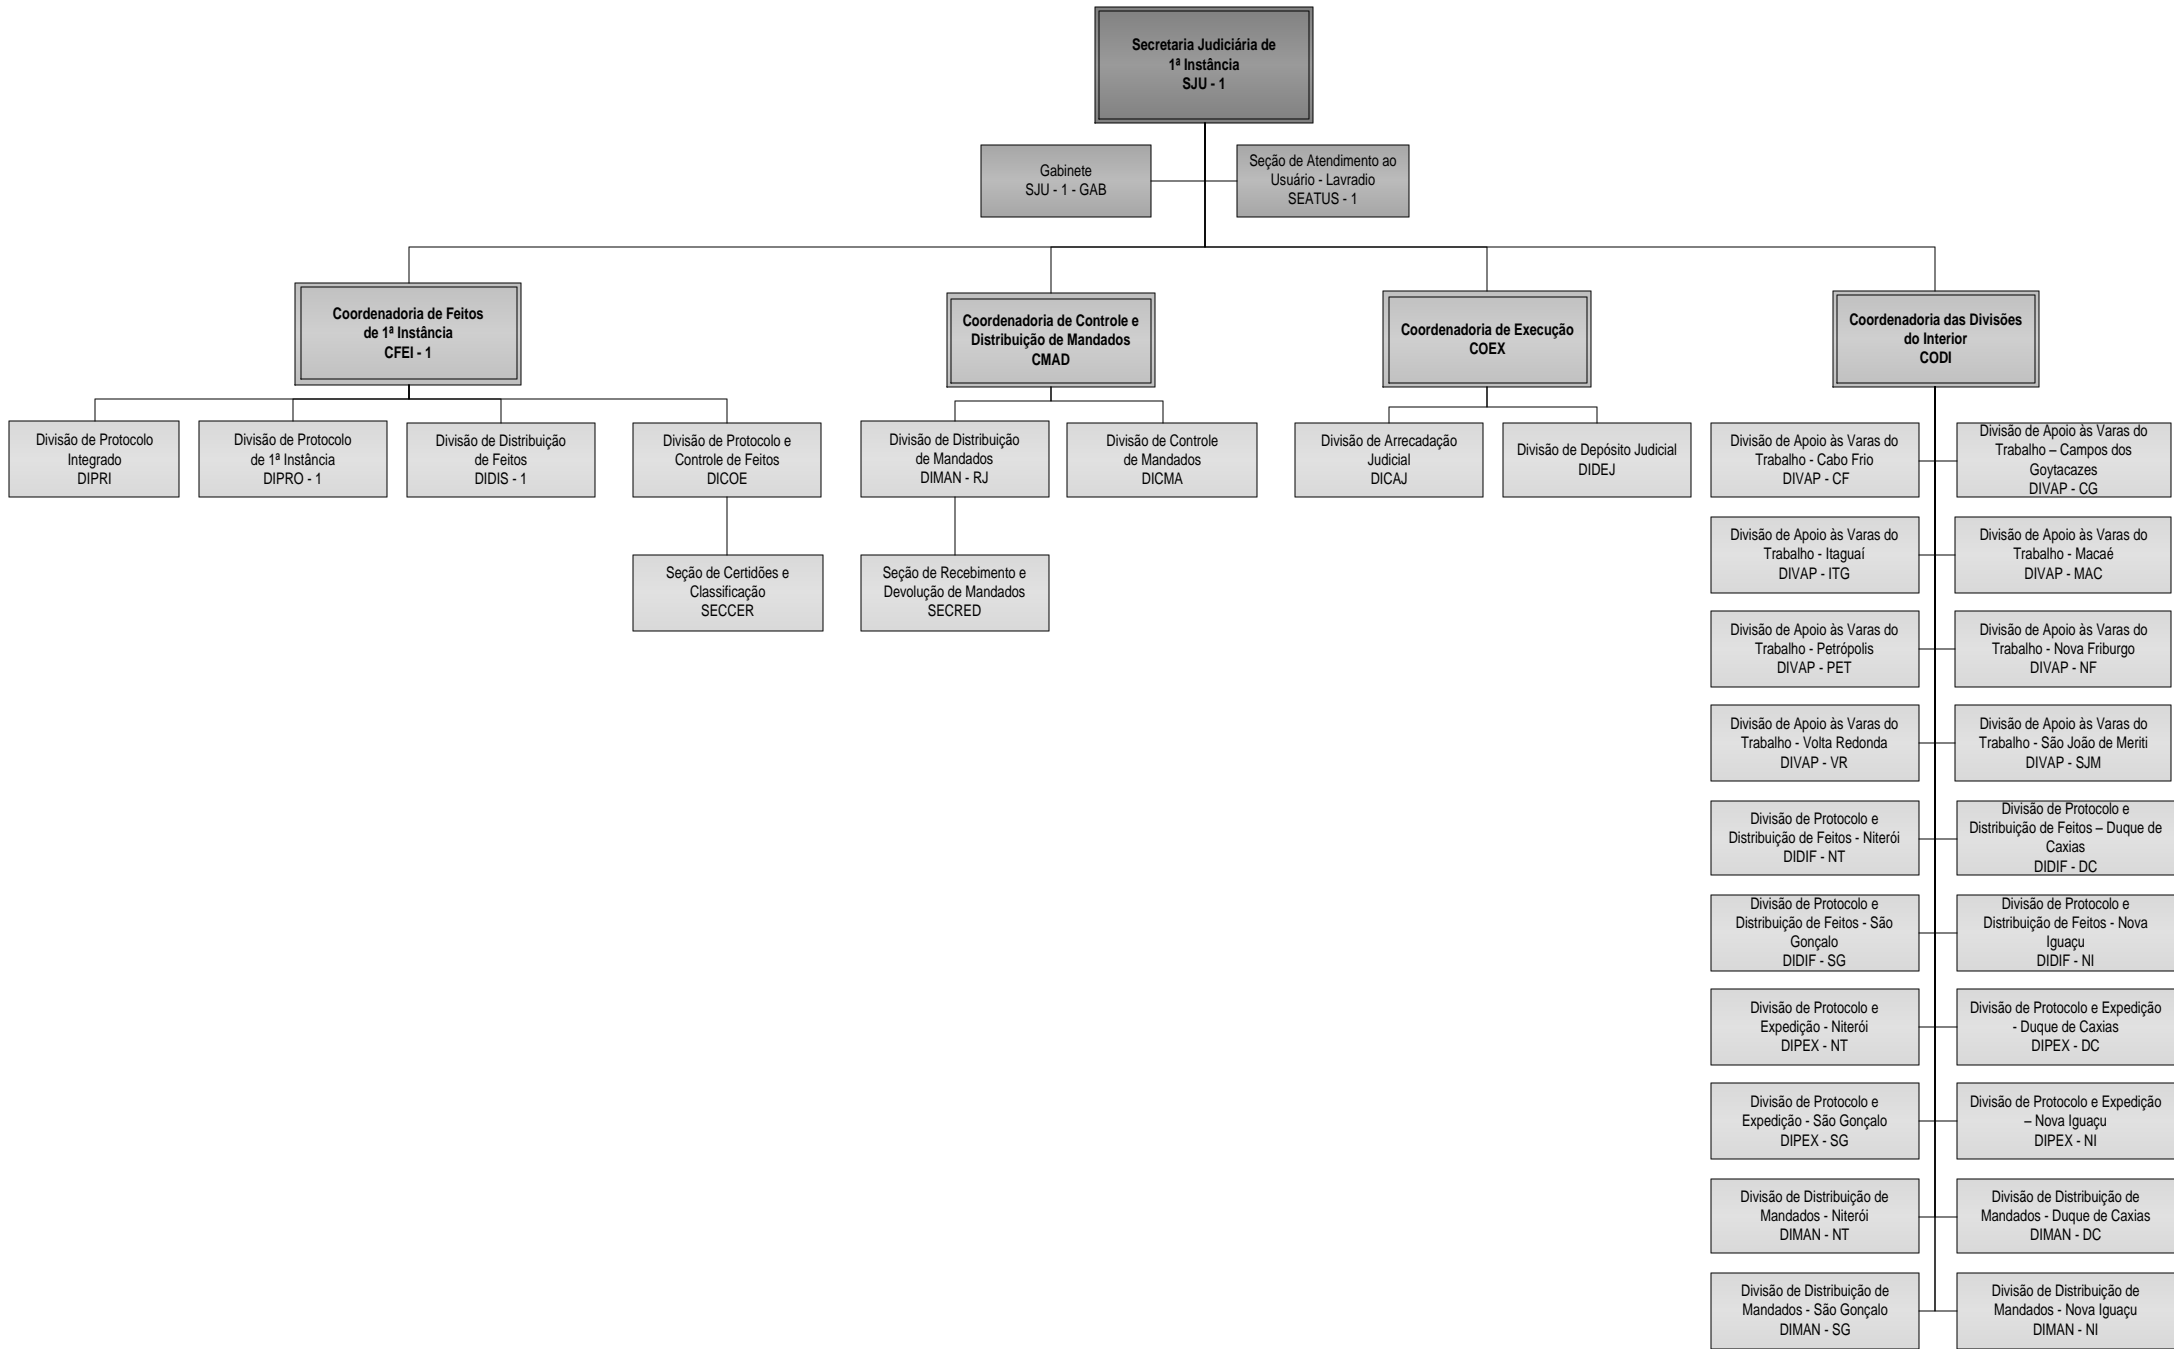 Secretaria Judiciária de
1ª Instância
SJU - 1
Gabinete
SJU - 1 - GAB
Seção de Atendimento ao
Usuário - Lavradio
SEATUS - 1
Coordenadoria de Feitos
de 1ª Instância
CFEI - 1
Coordenadoria de Controle e
Distribuição de Mandados
CMAD
Coordenadoria de Execução
COEX
Coordenadoria das Divisões
do Interior
CODI
Divisão de Protocolo
Integrado
DIPRI
Divisão de Protocolo
de 1ª Instância
DIPRO - 1
Divisão de Distribuição
de Feitos
DIDIS - 1
Divisão de Protocolo e
Controle de Feitos
DICOE
Divisão de Distribuição
de Mandados
DIMAN - RJ
Divisão de Controle
de Mandados
DICMA
Divisão de Arrecadação
Judicial
DICAJ
Divisão de Depósito Judicial
DIDEJ
Seção de Certidões e
Classificação
SECCER
Seção de Recebimento e
Devolução de Mandados
SECRED
Divisão de Apoio às Varas do
Trabalho - Cabo Frio
DIVAP - CF
Divisão de Apoio às Varas do
Trabalho – Campos dos
Goytacazes
DIVAP - CG
Divisão de Apoio às Varas do
Trabalho - Itaguaí
DIVAP - ITG
Divisão de Apoio às Varas do
Trabalho - Macaé
DIVAP - MAC
Divisão de Apoio às Varas do
Trabalho - Petrópolis
DIVAP - PET
Divisão de Apoio às Varas do
Trabalho - Nova Friburgo
DIVAP - NF
Divisão de Apoio às Varas do
Trabalho - Volta Redonda
DIVAP - VR
Divisão de Apoio às Varas do
Trabalho - São João de Meriti
DIVAP - SJM
Divisão de Protocolo e
Distribuição de Feitos - Niterói
DIDIF - NT
Divisão de Protocolo e
Distribuição de Feitos – Duque de
Caxias
DIDIF - DC
Divisão de Protocolo e
Distribuição de Feitos - São
Gonçalo
DIDIF - SG
Divisão de Protocolo e
Distribuição de Feitos - Nova
Iguaçu
DIDIF - NI
Divisão de Protocolo e
Expedição - Niterói
DIPEX - NT
Divisão de Protocolo e Expedição
- Duque de Caxias
DIPEX - DC
Divisão de Protocolo e
Expedição - São Gonçalo
DIPEX - SG
Divisão de Protocolo e Expedição
– Nova Iguaçu
DIPEX - NI
Divisão de Distribuição de
Mandados - Niterói
DIMAN - NT
Divisão de Distribuição de
Mandados - Duque de Caxias
DIMAN - DC
Divisão de Distribuição de
Mandados - São Gonçalo
DIMAN - SG
Divisão de Distribuição de
Mandados - Nova Iguaçu
DIMAN - NI